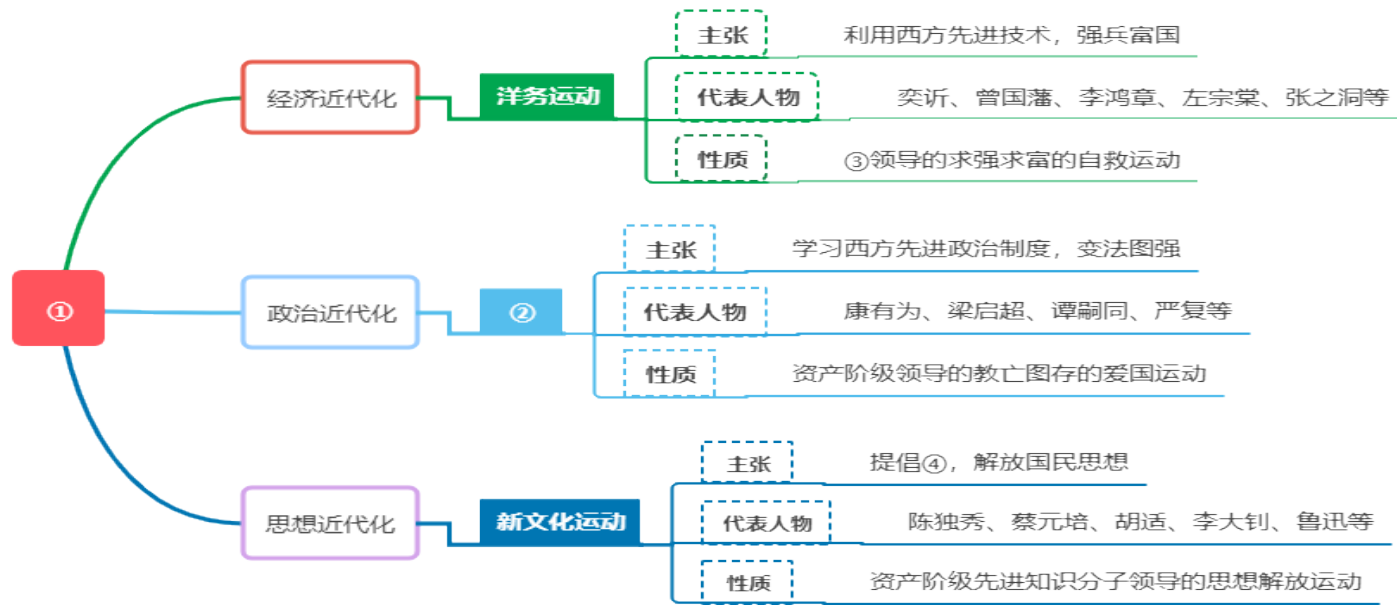 ①
经济近代化
洋务运动
主张
利用西方先进技术，强兵富国
代表人物
奕䜣、曾国藩、李鸿章、左宗棠、张之洞等
性质
③领导的求强求富的自救运动
政治近代化
②
主张
学习西方先进政治制度，变法图强
代表人物
康有为、梁启超、谭嗣同、严复等
性质
资产阶级领导的教亡图存的爱国运动
思想近代化
新文化运动
主张
提倡④，解放国民思想
代表人物
陈独秀、蔡元培、胡适、李大钊、鲁迅等
性质
资产阶级先进知识分子领导的思想解放运动